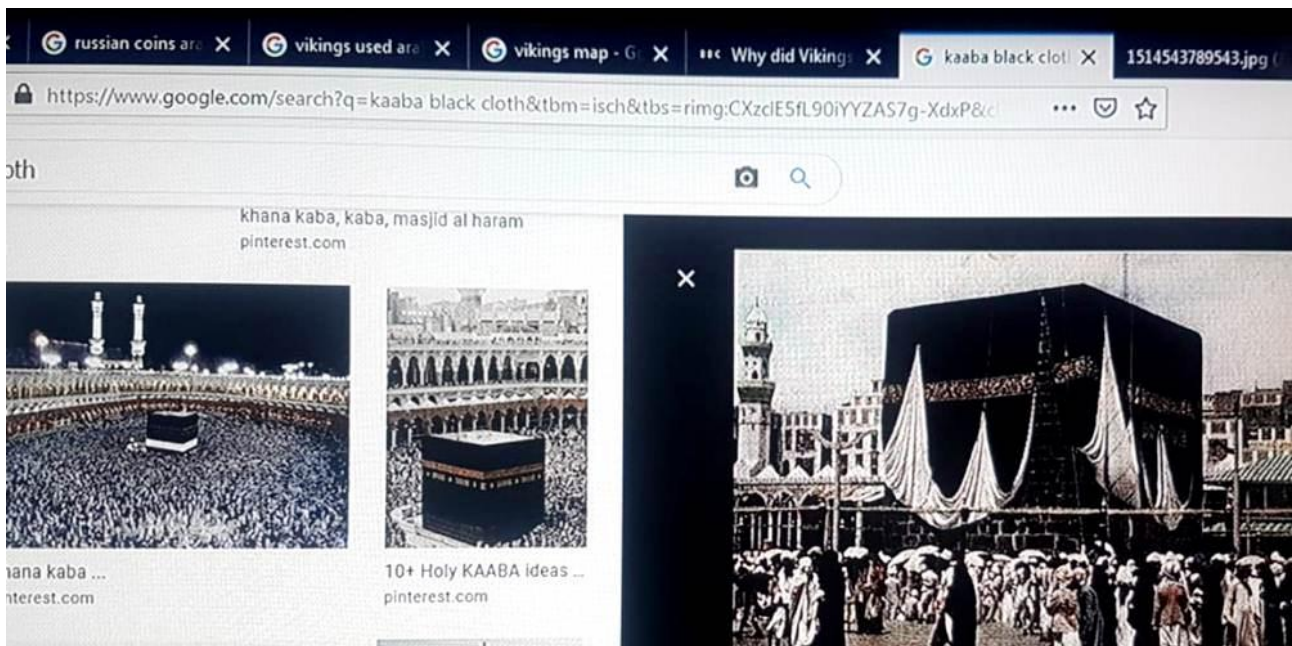 russian coins ara
vikings used ara
vikings map - G
BBC Why did Vikings
kaaba black clot
1514543789543.jpg (
https://www.google.com/search?q=kaaba black cloth&tbm=isch&tbs=rimg:CXzclE5fL90iYYZAS7g-XdxP&c
oth
khana kaba, kaba, masjid al haram
pinterest.com
hana kaba ...
nterest.com
10+ Holy KAABA ideas ...
pinterest.com